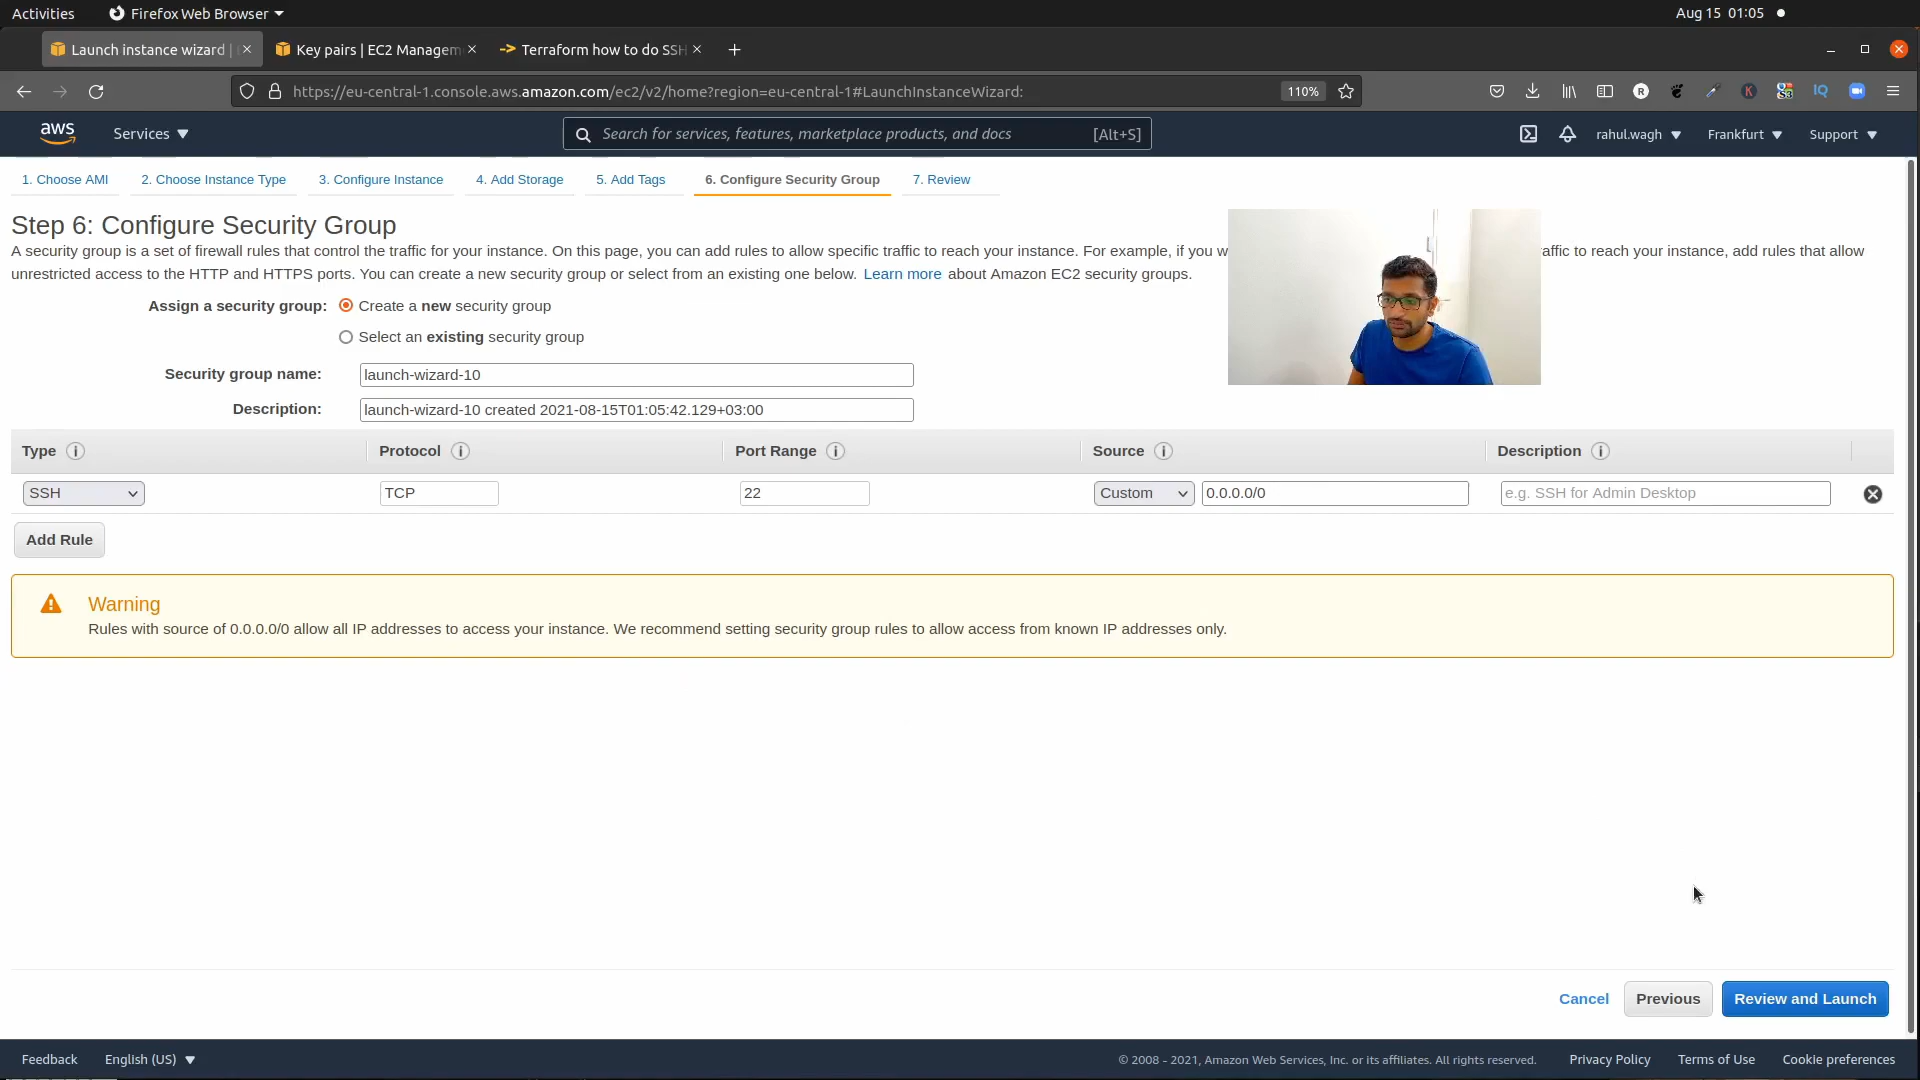 Activities
Firefox Web Browser
Aug 15 01:05
Launch instance wizard |
Key pairs | EC2 Managem
Terraform how to do SSH
https://eu-central-1.console.aws.amazon.com/ec2/v2/home?region=eu-central-1#LaunchInstanceWizard:
110%
R
K
IQ
aws
Services
Search for services, features, marketplace products, and docs
[Alt+S]
rahul.wagh
Frankfurt
Support
1. Choose AMI
2. Choose Instance Type
3. Configure Instance
4. Add Storage
5. Add Tags
6. Configure Security Group
7. Review
Step 6: Configure Security Group
A security group is a set of firewall rules that control the traffic for your instance. On this page, you can add rules to allow specific traffic to reach your instance. For example, if you w affic to reach your instance, add rules that allow
unrestricted access to the HTTP and HTTPS ports. You can create a new security group or select from an existing one below. Learn more about Amazon EC2 security groups.
Assign a security group:
Create a new security group
Select an existing security group
Security group name:
launch-wizard-10
Description:
launch-wizard-10 created 2021-08-15T01:05:42.129+03:00
Type
Protocol
Port Range
Source
Description
SSH
TCP
22
Custom
0.0.0.0/0
e.g. SSH for Admin Desktop
Add Rule
Warning
Rules with source of 0.0.0.0/0 allow all IP addresses to access your instance. We recommend setting security group rules to allow access from known IP addresses only.
Cancel
Previous
Review and Launch
Feedback
English (US)
© 2008 - 2021, Amazon Web Services, Inc. or its affiliates. All rights reserved.
Privacy Policy
Terms of Use
Cookie preferences